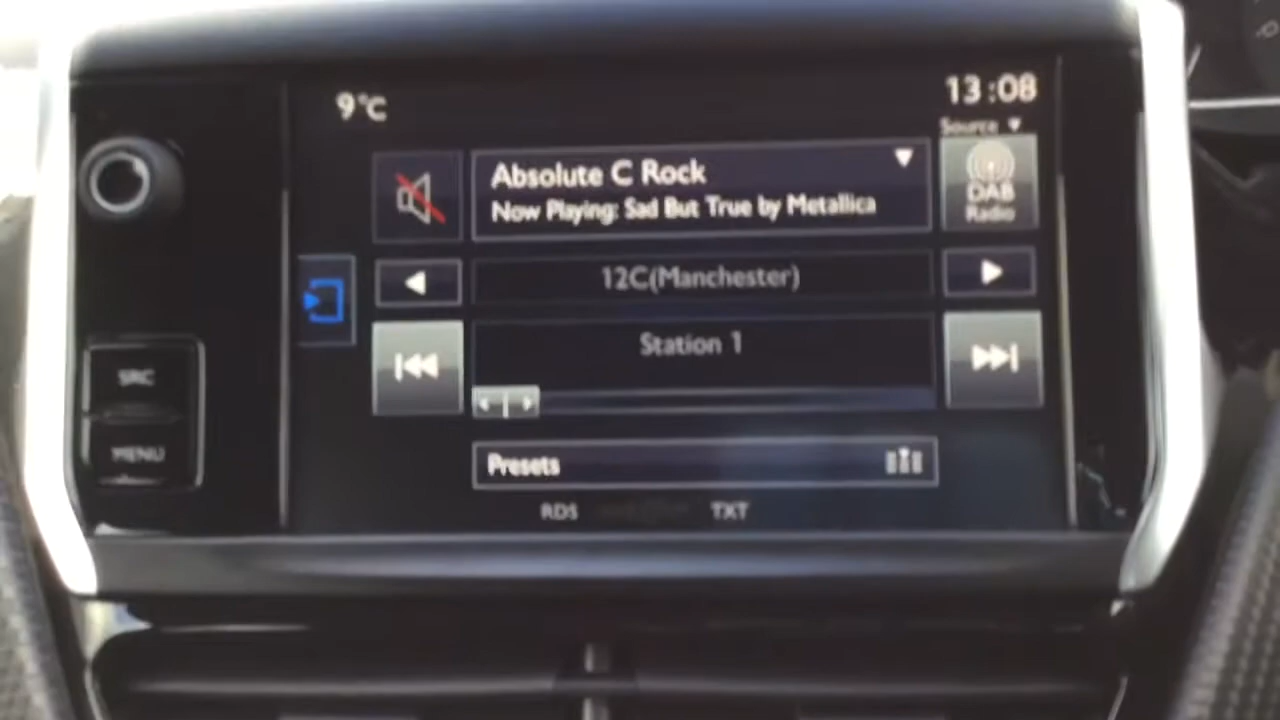 9°C
13:08
Source
Absolute C Rock
Now Playing: Sad But True by Metallica
DAB
Radio
12C(Manchester)
Station 1
SRC
MENU
Presets
RDS
TXT